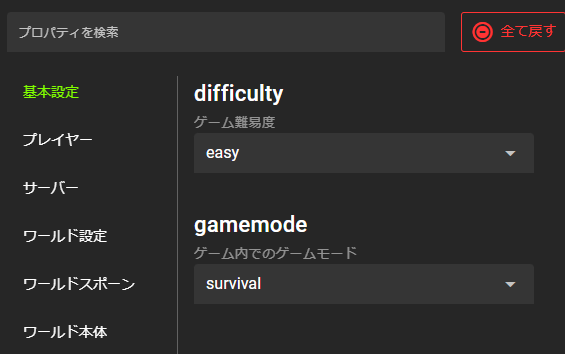 プロパティを検索
全て戻す
基本設定
プレイヤー
サーバー
ワールド設定
ワールドスポーン
ワールド本体
difficulty
ゲーム難易度
easy
gamemode
ゲーム内でのゲームモード
survival